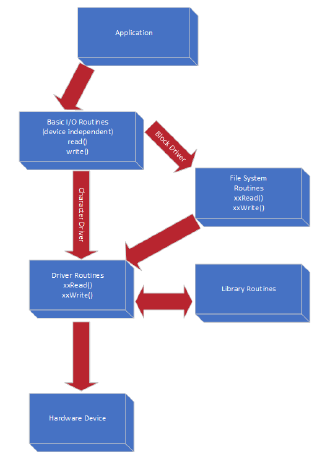 Application
Basic I/O Routines
(device independent)
read()
write()
Block Driver
Character Driver
File System
Routines
xxRead()
xxWrite()
Driver Routines
xxRead()
xxWrite()
Library Routines
Hardware Device